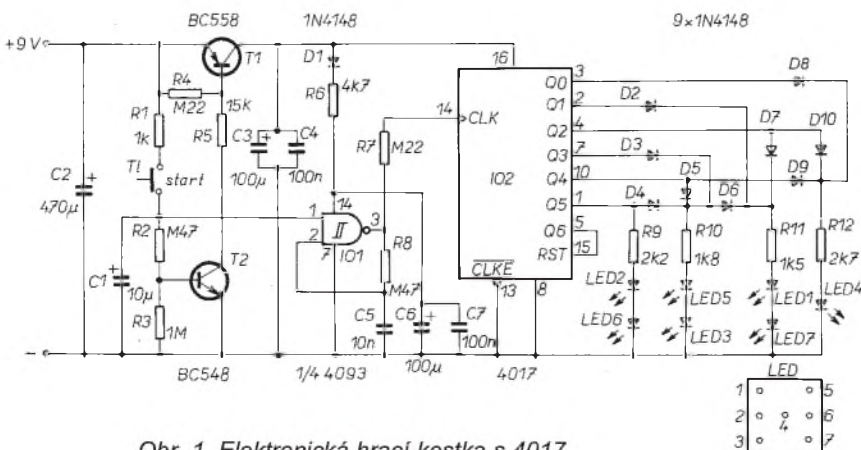 BC558 1N4148 9×1N4148
+9V
T1
R4
M22
R1
1k
15k
R5
D1
R6
4k7
C3
100µ
C4
100n
C2
470µ
Tl
start
R2
M47
C1
10µ
R3
1M
T2
1
2
14
3
7
IO1
R7
M22
R8
M47
C5
10n
C6
100µ
C7
100n
16
14
CLK
IO2
CLKE
13
8
Q0 3
Q1 2
Q2 4
Q3 7
Q4 10
Q5 1
Q6 5
RST 15
D8
D2
D7
D10
D3
D5
D9
D4
D6
R9
2k2
R10
1k8
R11
1k5
R12
2k7
LED2
LED6
LED5
LED3
LED1
LED7
LED4
−
BC548 1/4 4093 4017
LED
1 5
2 4 6
3 7
Obr. 1. Elektronická hrací kostka s 4017